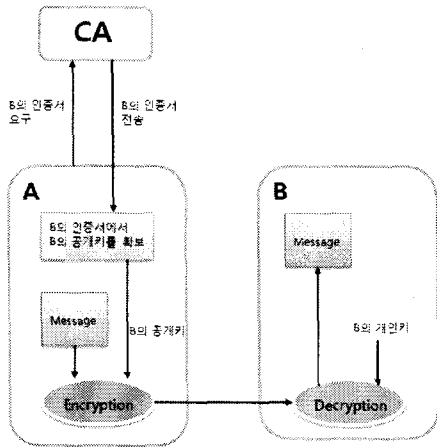 CA
B의 인증서
요구
B의 인증서
전송
A
B의 인증서에서
B의 공개키를 확보
Message
B의 공개키
Encryption
B
Message
B의 개인키
Decryption